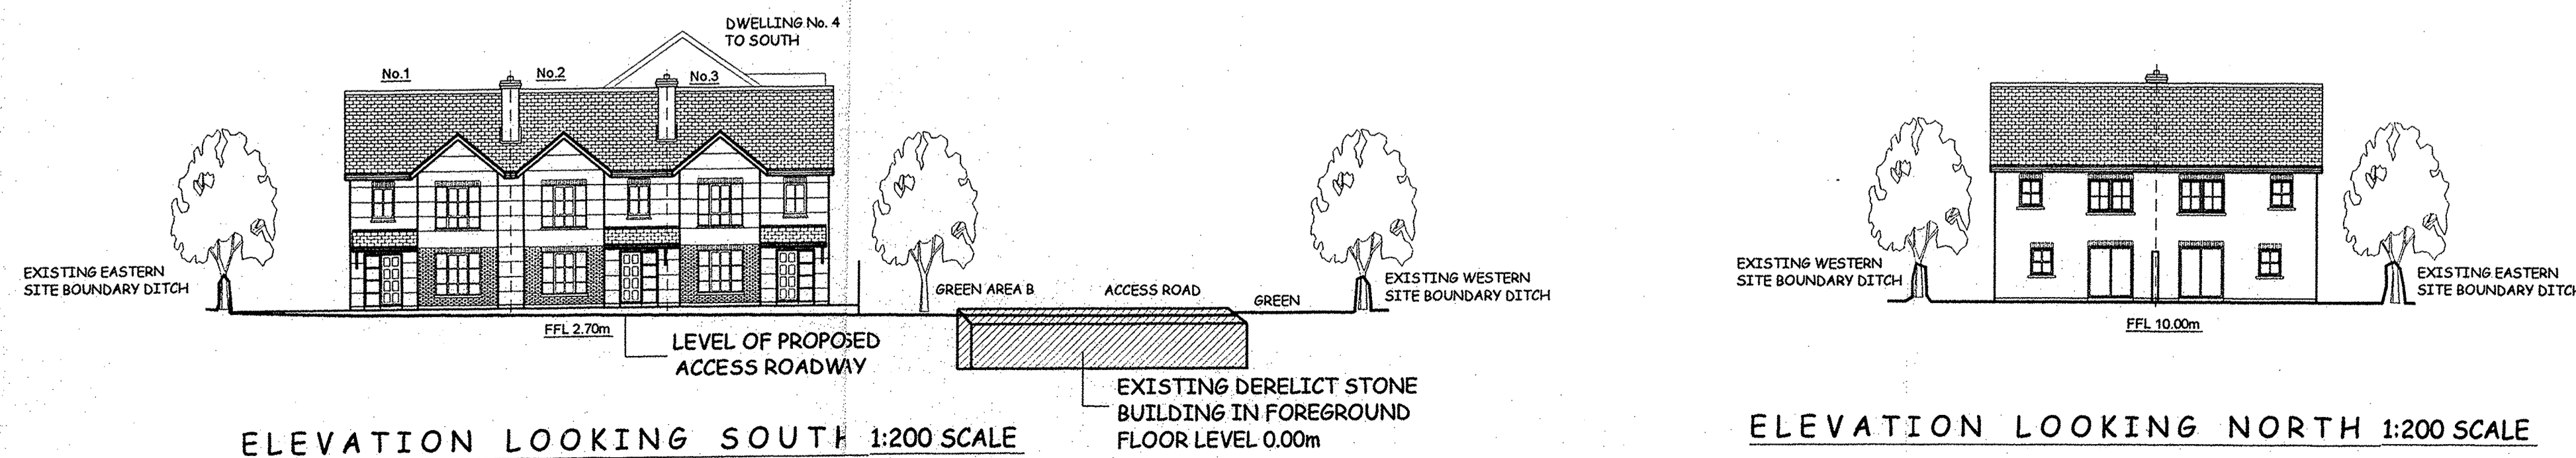 DWELLING No. 4
TO SOUTH
No.1
No.2
No.3
EXISTING EASTERN
SITE BOUNDARY DITCH
GREEN AREA B
ACCESS ROAD
GREEN
EXISTING WESTERN
SITE BOUNDARY DITCH
FFL 2.70m
LEVEL OF PROPOSED
ACCESS ROADWAY
EXISTING DERELICT STONE
BUILDING IN FOREGROUND
FLOOR LEVEL 0.00m
ELEVATION LOOKING SOUTH 1:200 SCALE
EXISTING WESTERN
SITE BOUNDARY DITCH
EXISTING EASTERN
SITE BOUNDARY DITCH
FFL 10.00m
ELEVATION LOOKING NORTH 1:200 SCALE